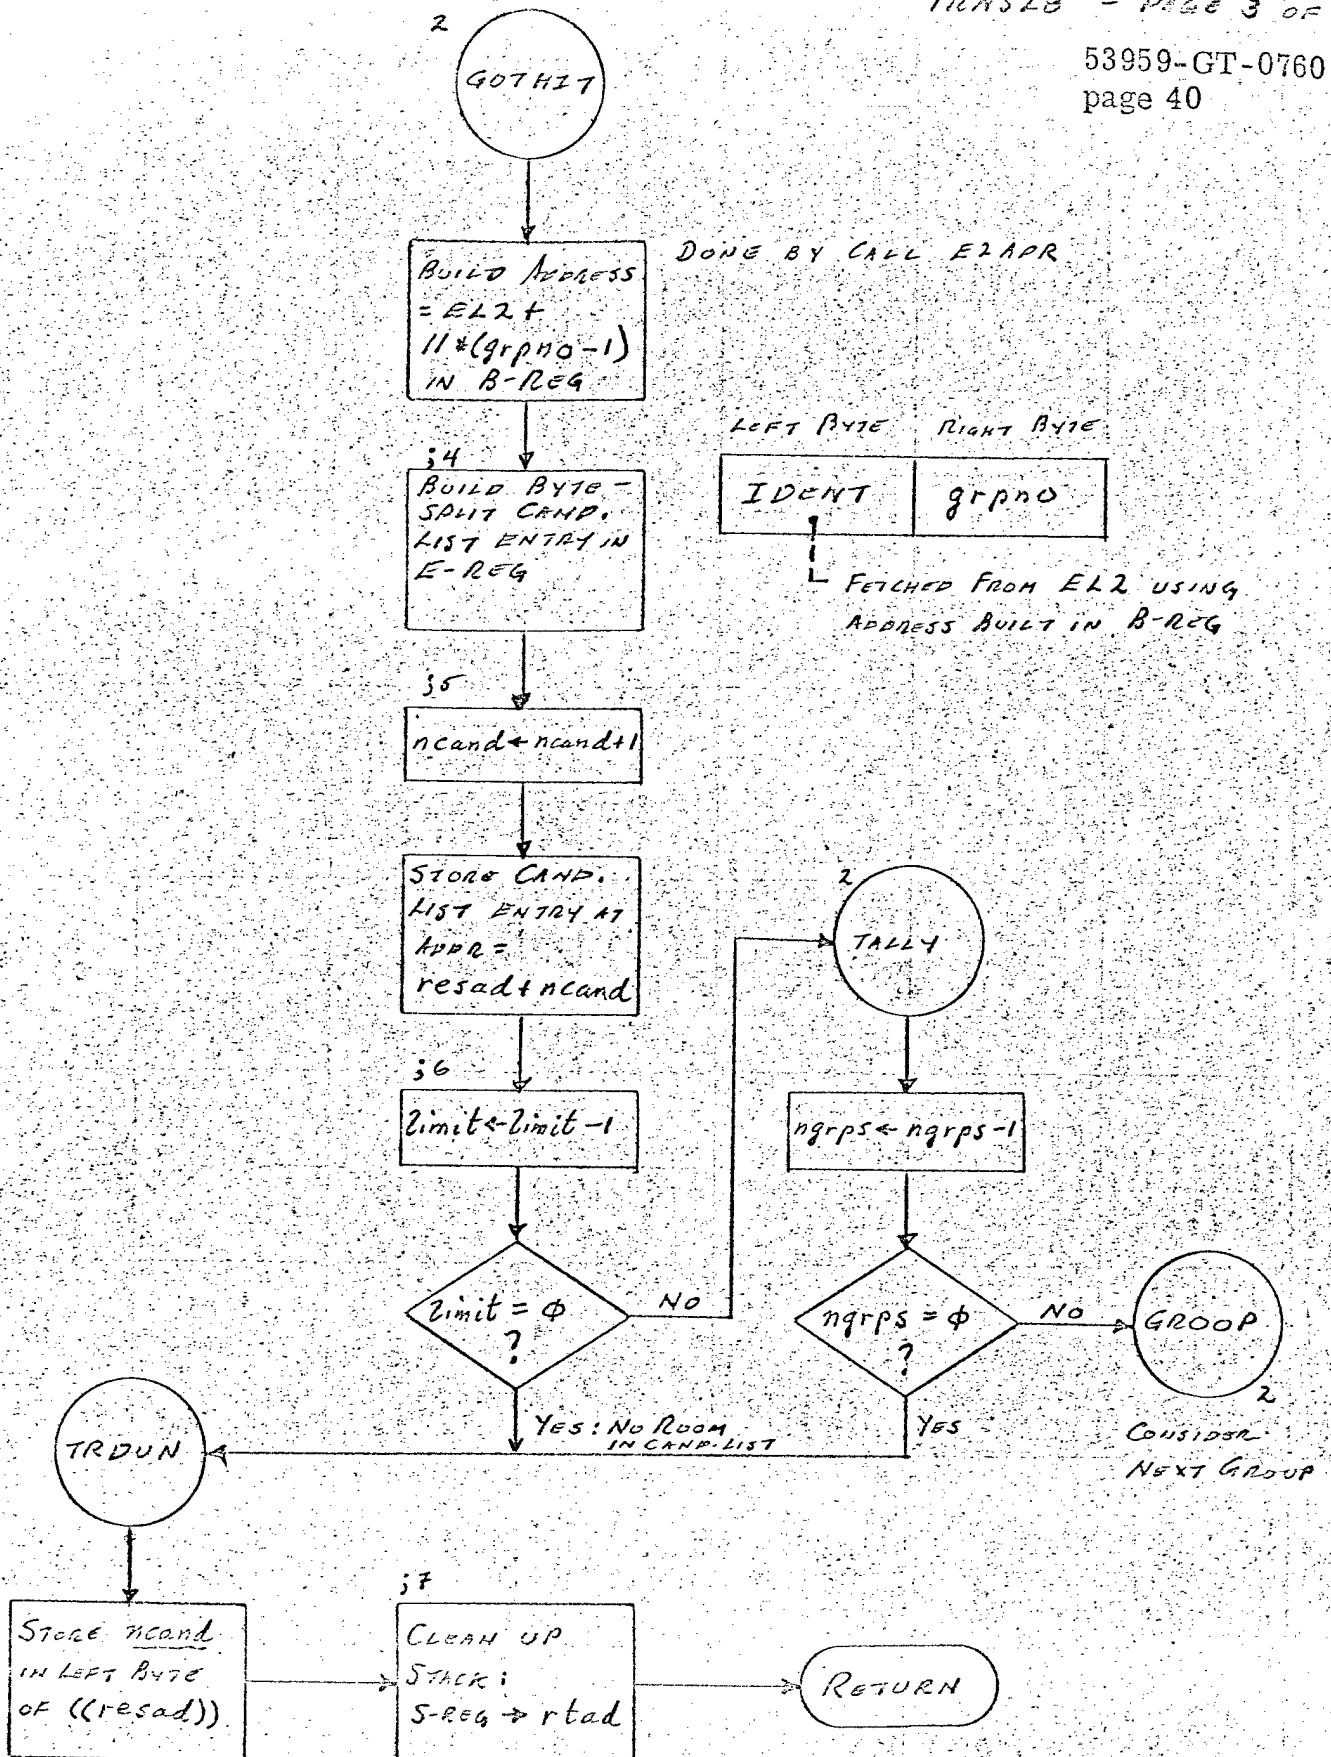 - PAGE 3 OF
53959-GT-0760
page 40
2
GOTHIT
BUILD ADDRESS
= EL2 +
11*(grpno-1)
IN B-REG
DONE BY CALL E2ADR
;4
BUILD BYTE-
SPLIT CAND.
LIST ENTRY IN
E-REG
LEFT BYTE RIGHT BYTE
IDENT grpno
FETCHED FROM EL2 USING
ADDRESS BUILT IN B-REG
;5
ncand←ncand+1
STORE CAND.
LIST ENTRY AT
ADDR =
resad+ncand
2
TALLY
;6
limit←limit-1
ngrps←ngrps-1
limit = ϕ
?
NO
ngrps = ϕ
?
NO
GROOP
2
CONSIDER
NEXT GROUP
YES: NO ROOM
IN CAND. LIST
YES
TRDUN
STORE ncand
IN LEFT BYTE
OF ((resad))
;7
CLEAN UP
STACK:
S-REG → rtad
RETURN